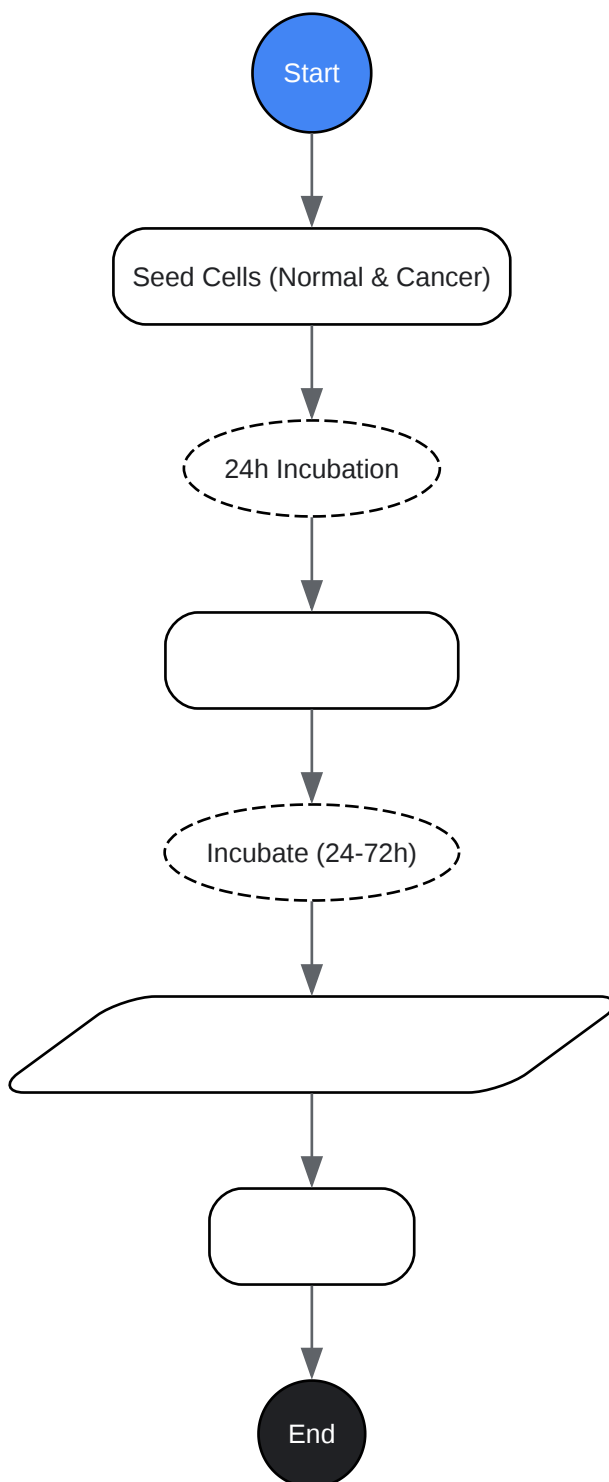 Start
Seed Cells (Normal & Cancer)
24h Incubation
Incubate (24-72h)
End